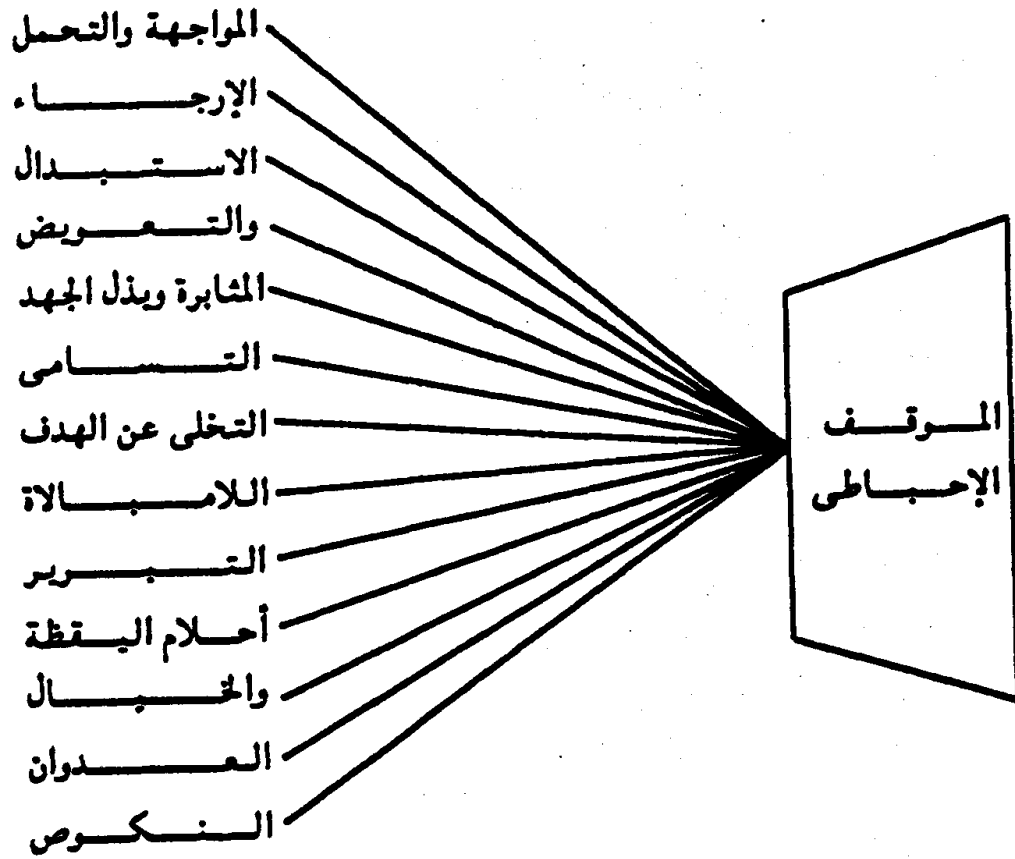 الموقف
الإحباطى
المواجهة والتحمل
الإرجاء
الاستبدال
والتعويض
المثابرة وبذل الجهد
التسامى
التخلى عن الهدف
اللامبالاة
التبرير
أحلام اليقظة
والخيال
العدوان
النكوص